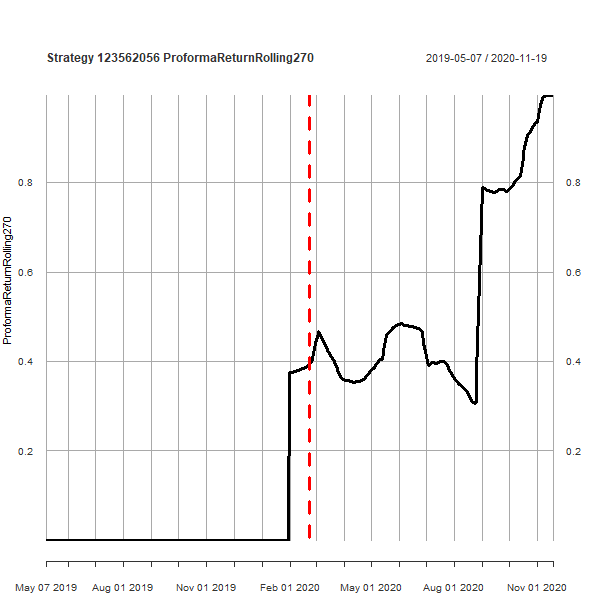 Strategy 123562056 ProformaReturnRolling270
2019-05-07 / 2020-11-19
ProformaReturnRolling270
0.8 0.8
0.6 0.6
0.4 0.4
0.2 0.2
May 07 2019 Aug 01 2019 Nov 01 2019 Feb 01 2020 May 01 2020 Aug 01 2020 Nov 01 2020